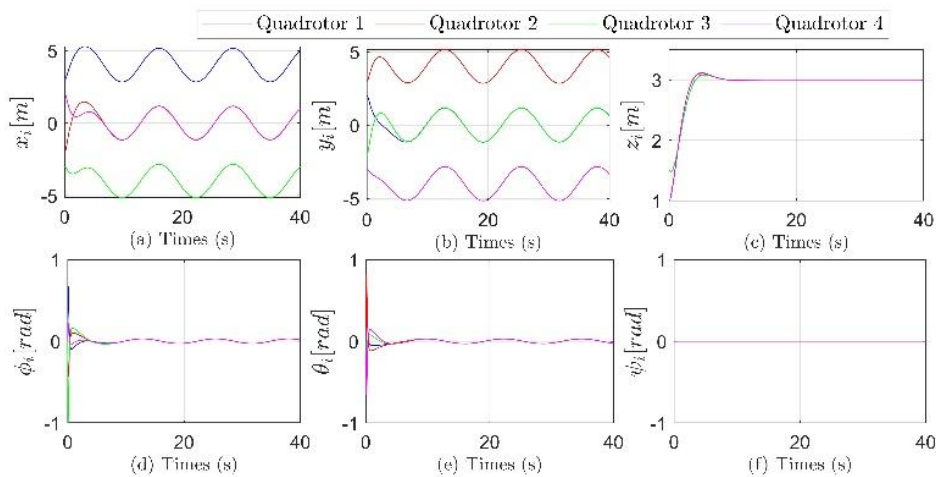 Quadrotor 1 Quadrotor 2 Quadrotor 3 Quadrotor 4
5 0 -5
x_i[m]
0 20 40
(a) Times (s)
5 0 -5
y_i[m]
0 20 40
(b) Times (s)
3 2 1
z_i[m]
0 20 40
(c) Times (s)
1 0 -1
ϕ_i[rad]
0 20 40
(d) Times (s)
1 0 -1
θ_i[rad]
0 20 40
(e) Times (s)
1 0 -1
ψ_i[rad]
0 20 40
(f) Times (s)